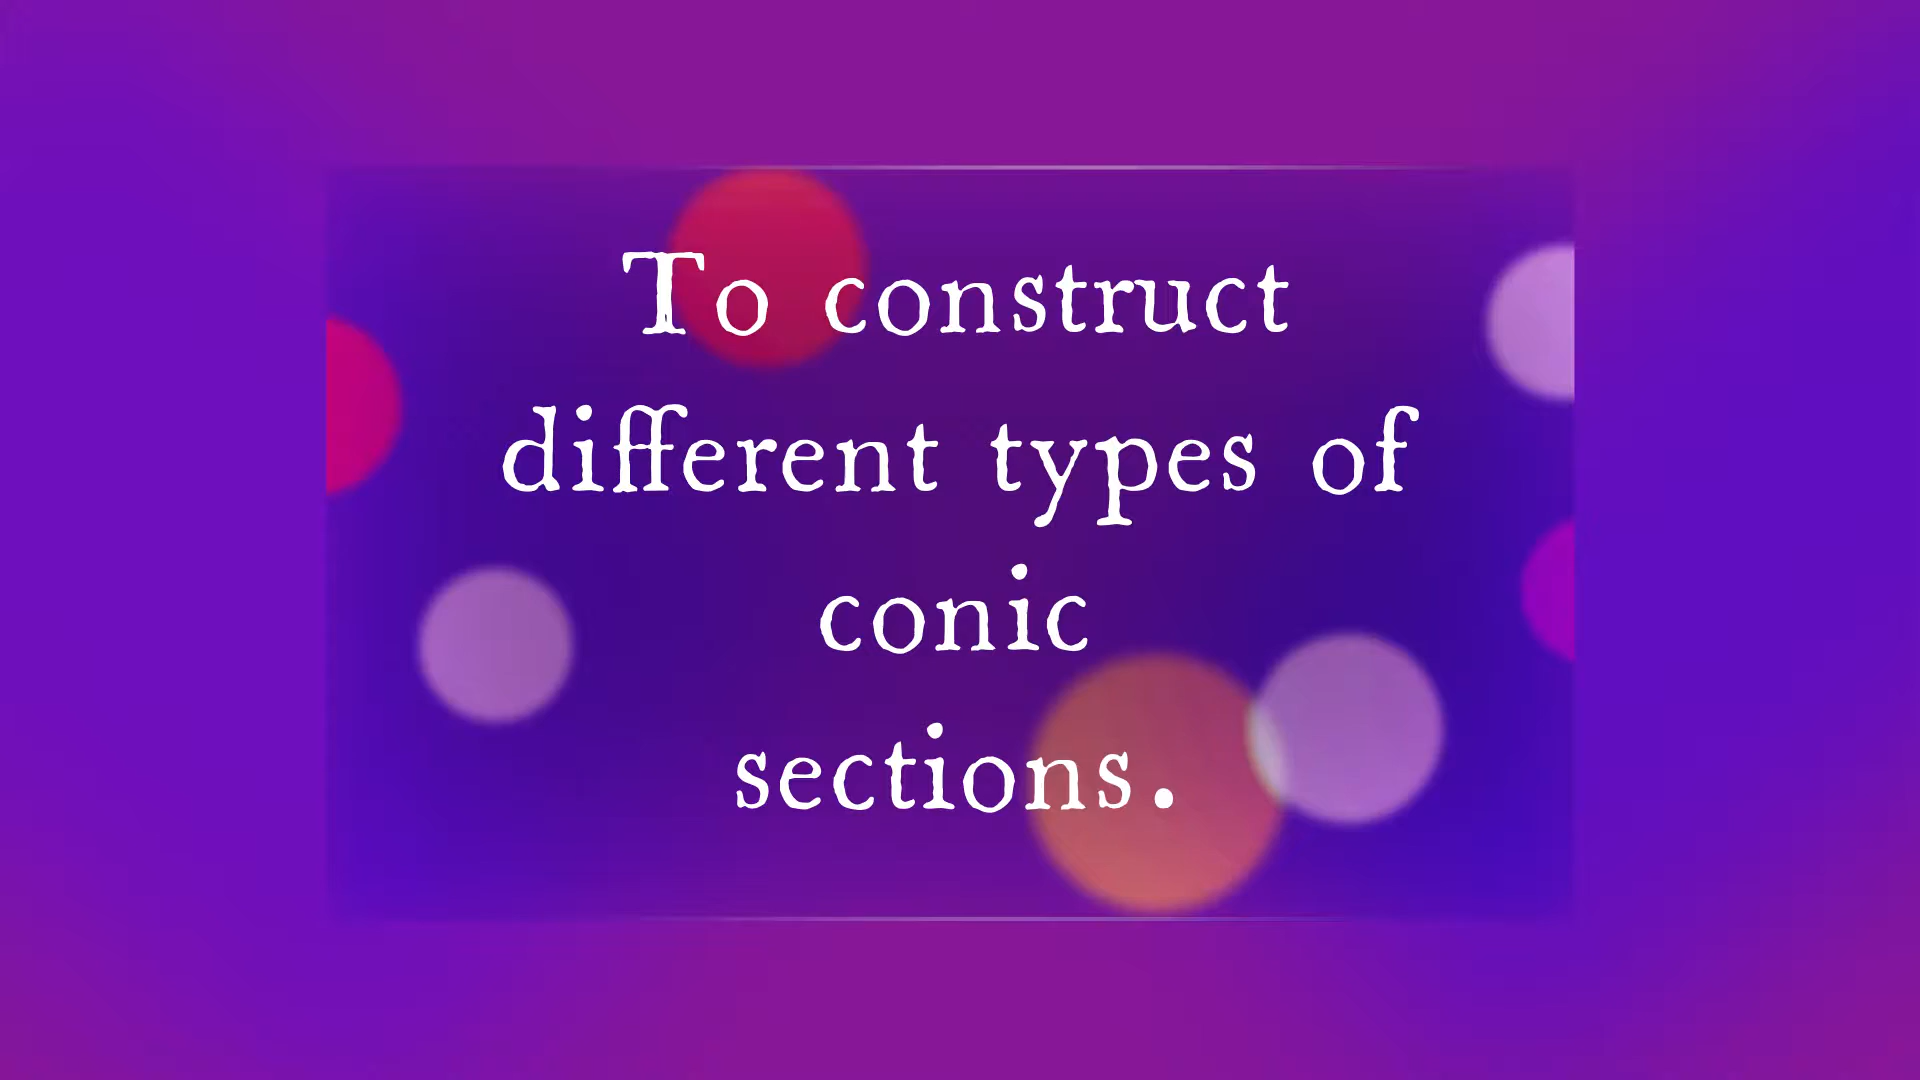 To construct
different types of
conic
sections.